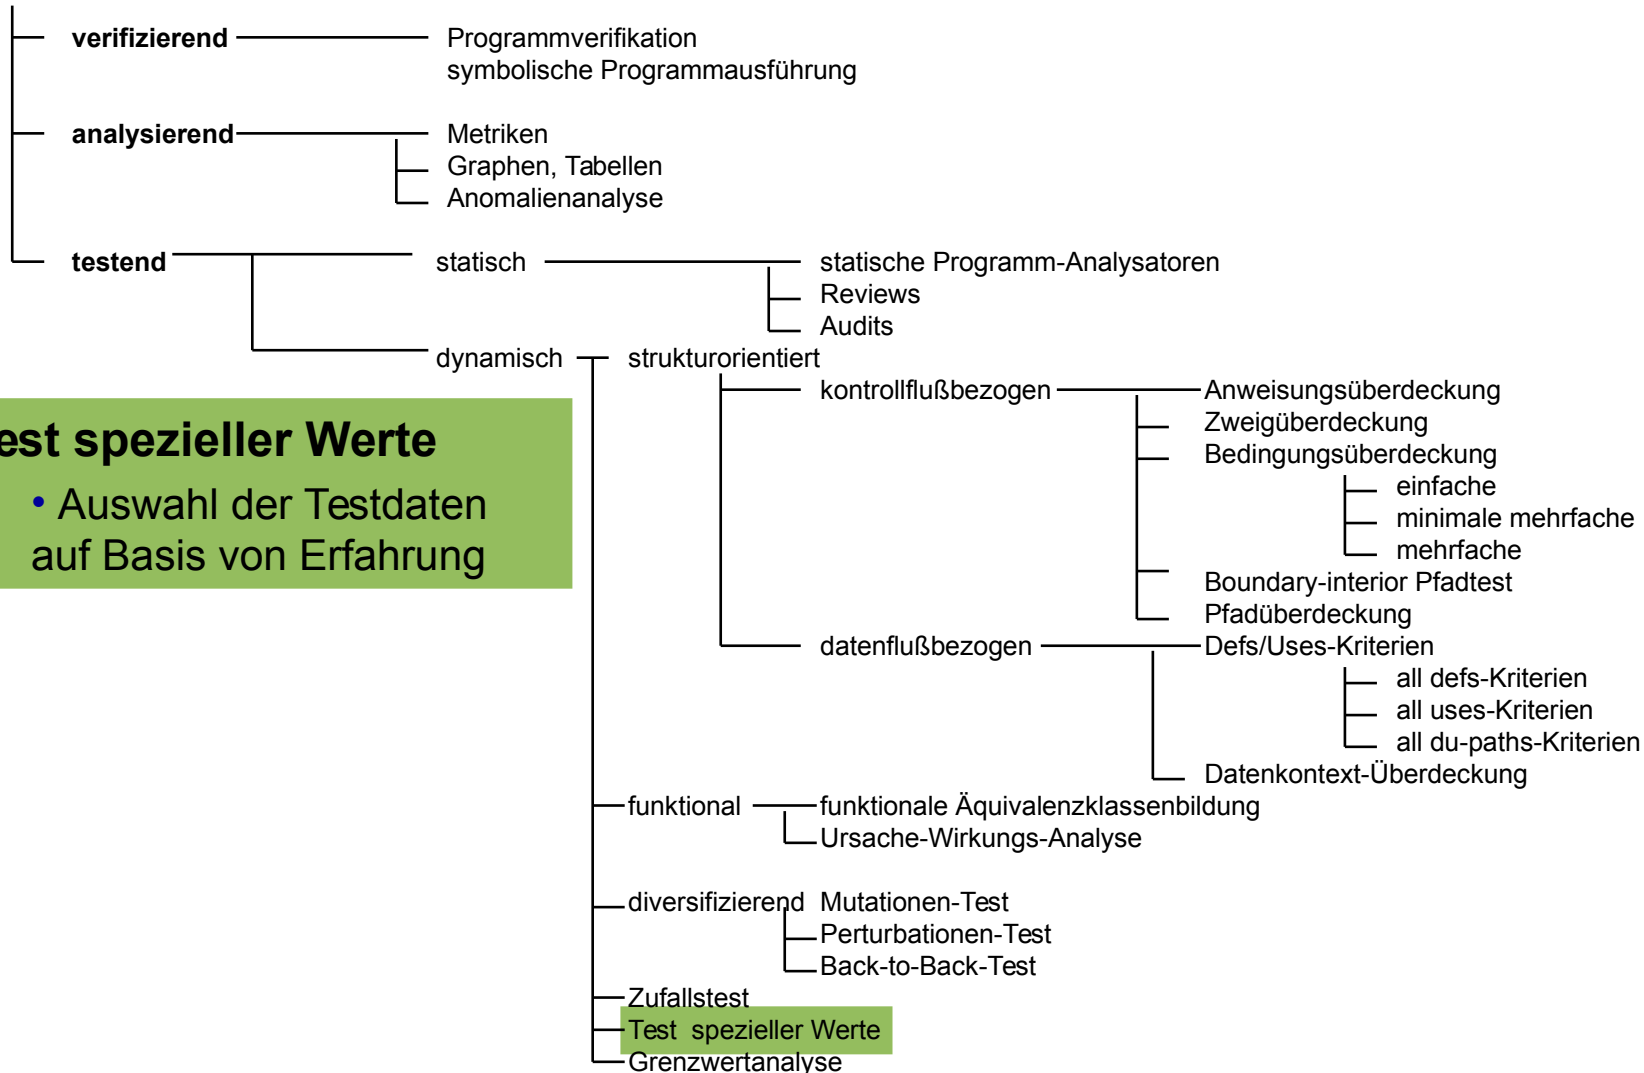 verifizierend
Programmverifikation
symbolische Programmausführung
analysierend
Metriken
Graphen, Tabellen
Anomalienanalyse
testend
statisch
statische Programm-Analysatoren
Reviews
Audits
dynamisch
strukturorientiert
kontrollflußbezogen
Anweisungsüberdeckung
Zweigüberdeckung
Bedingungsüberdeckung
einfache
minimale mehrfache
mehrfache
Boundary-interior Pfadtest
Pfadüberdeckung
datenflußbezogen
Defs/Uses-Kriterien
all defs-Kriterien
all uses-Kriterien
all du-paths-Kriterien
Datenkontext-Überdeckung
funktional
funktionale Äquivalenzklassenbildung
Ursache-Wirkungs-Analyse
diversifizierend
Mutationen-Test
Perturbationen-Test
Back-to-Back-Test
Zufallstest
Test spezieller Werte
Grenzwertanalyse
est spezieller Werte
• Auswahl der Testdaten
auf Basis von Erfahrung